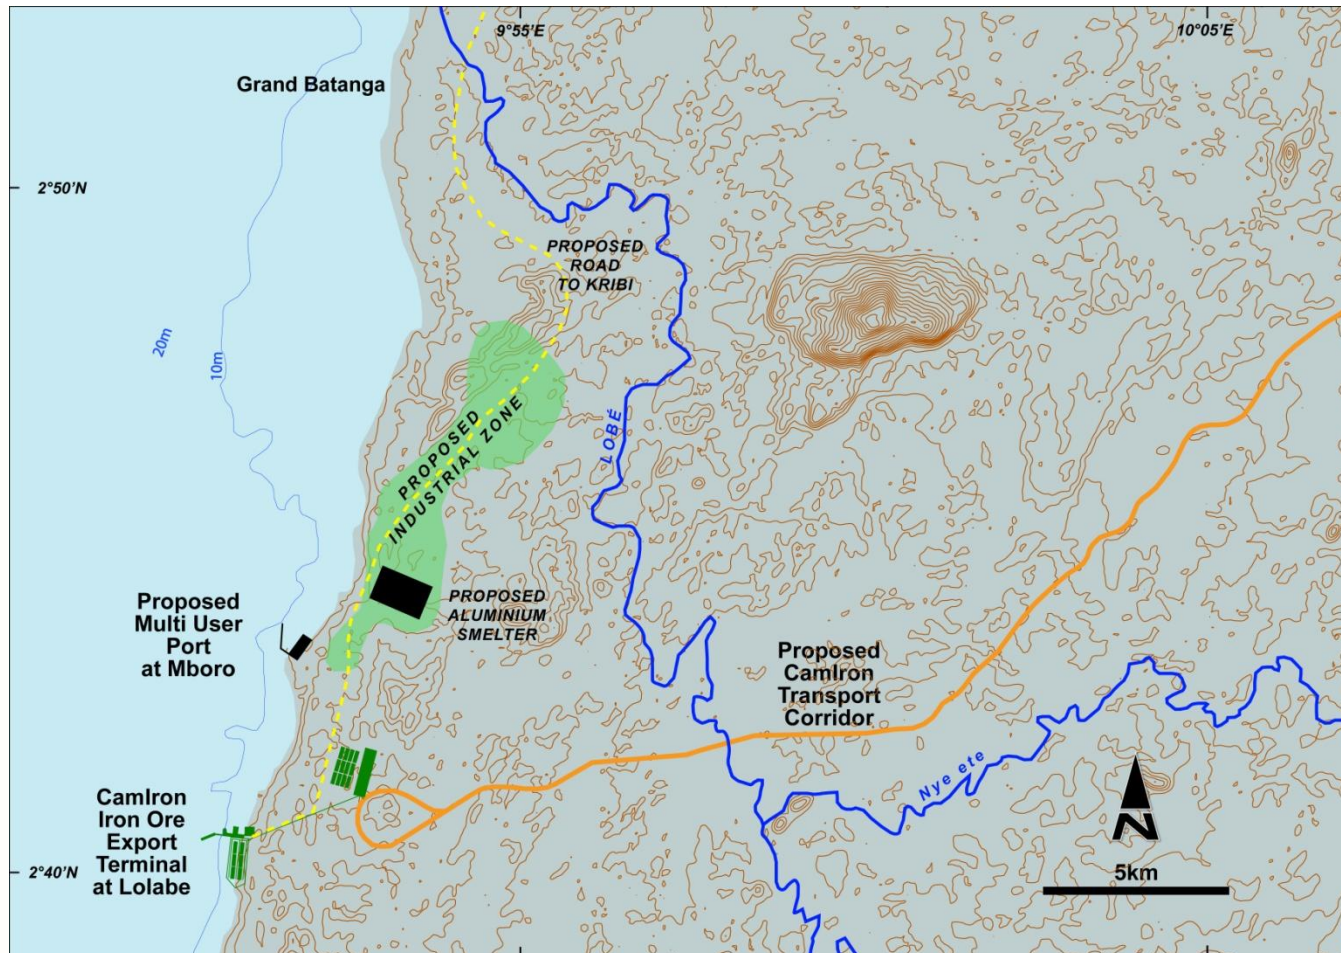 9°55'E
10°05'E
Grand Batanga
2°50'N
PROPOSED
ROAD
TO KRIBI
20m
10m
PROPOSED
INDUSTRIAL ZONE
LOBÉ
Proposed
Multi User
Port
at Mboro
PROPOSED
ALUMINIUM
SMELTER
Proposed
CamIron
Transport
Corridor
Nye ete
CamIron
Iron Ore
Export
Terminal
at Lolabe
2°40'N
N
5km